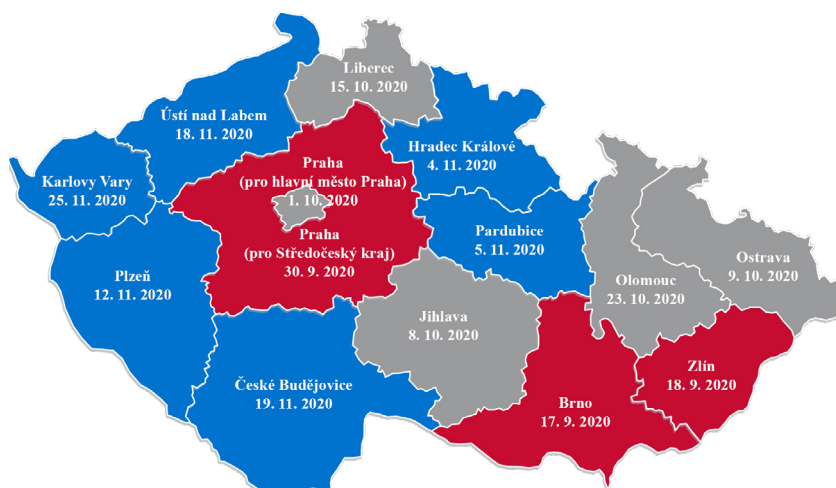 Liberec
15. 10. 2020
Ústí nad Labem
18. 11. 2020
Hradec Králové
4. 11. 2020
Karlovy Vary
25. 11. 2020
Praha
(pro hlavní město Praha)
1. 10. 2020
Praha
(pro Středočeský kraj)
30. 9. 2020
Pardubice
5. 11. 2020
Plzeň
12. 11. 2020
Ostrava
9. 10. 2020
Olomouc
23. 10. 2020
Jihlava
8. 10. 2020
Zlín
18. 9. 2020
České Budějovice
19. 11. 2020
Brno
17. 9. 2020